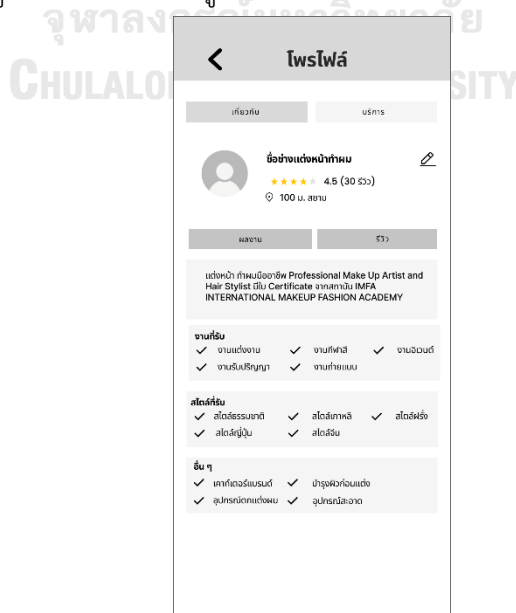 จุฬาลงกรณ์มหาวิทยาลัย
โพรไฟล์
เกี่ยวกับ บริการ
ชื่อช่างแต่งหน้าทำผม
4.5 (30 รีวิว)
100 ม. สยาม
ผลงาน รีวิว
แต่งหน้า ทำผมมืออาชีพ Professional Make Up Artist and
Hair Stylist มีใบ Certificate จากสถาบัน IMFA
INTERNATIONAL MAKEUP FASHION ACADEMY
งานที่รับ
งานแต่งงาน งานกีฬาสี งานอีเวนต์
งานรับปริญญา งานถ่ายแบบ
สไตล์ที่รับ
สไตล์ธรรมชาติ สไตล์เกาหลี สไตล์ฝรั่ง
สไตล์ญี่ปุ่น สไตล์จีน
อื่น ๆ
เคาท์เตอร์แบรนด์ บำรุงผิวก่อนแต่ง
อุปกรณ์ตกแต่งผม อุปกรณ์สะอาด